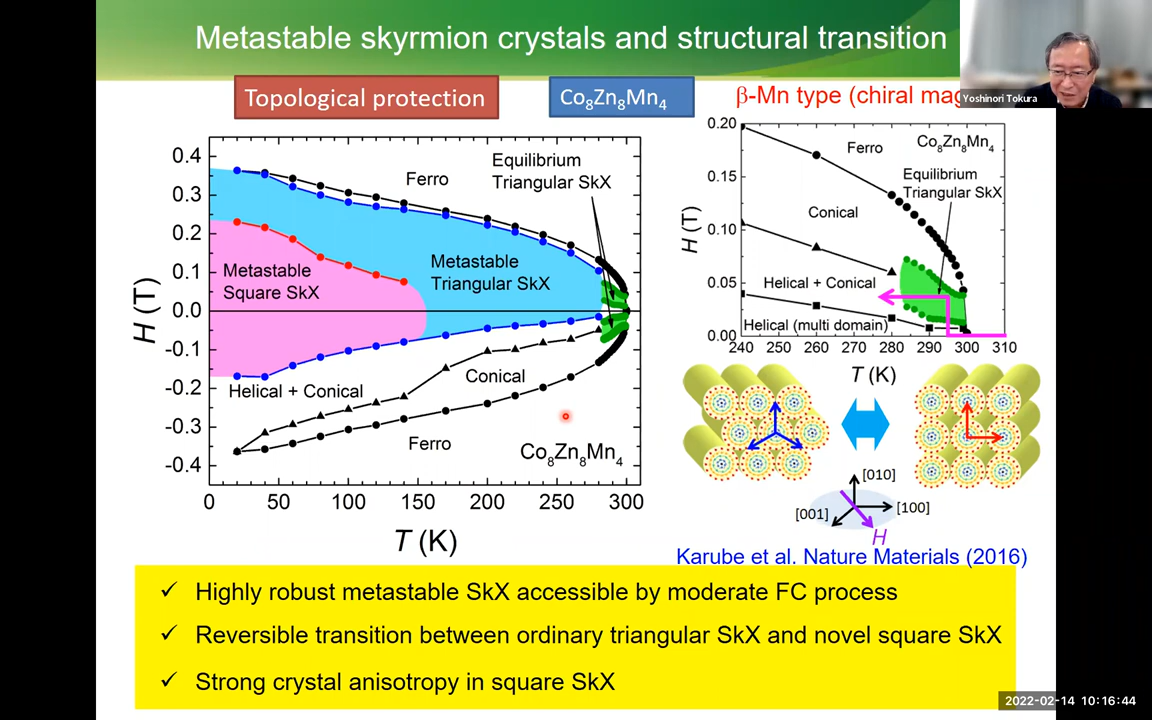 Metastable skyrmion crystals and structural transition
Yoshinori Tokura
Topological protection
Co8Zn8Mn4
β-Mn type (chiral mag
0.4
0.3
0.2
0.1
0.0
-0.1
-0.2
-0.3
-0.4
H (T)
Ferro
Equilibrium
Triangular SkX
Metastable
Square SkX
Metastable
Triangular SkX
Helical + Conical
Conical
Ferro
Co8Zn8Mn4
0 50 100 150 200 250 300
T (K)
0.20
0.15
0.10
0.05
0.00
H (T)
Ferro
Co8Zn8Mn4
Equilibrium
Triangular SkX
Conical
Helical + Conical
Helical (multi domain)
240 250 260 270 280 290 300 310
T (K)
[010]
[001]
[100]
H
Karube et al. Nature Materials (2016)
✓ Highly robust metastable SkX accessible by moderate FC process
✓ Reversible transition between ordinary triangular SkX and novel square SkX
✓ Strong crystal anisotropy in square SkX
2022-02-14 10:16:44